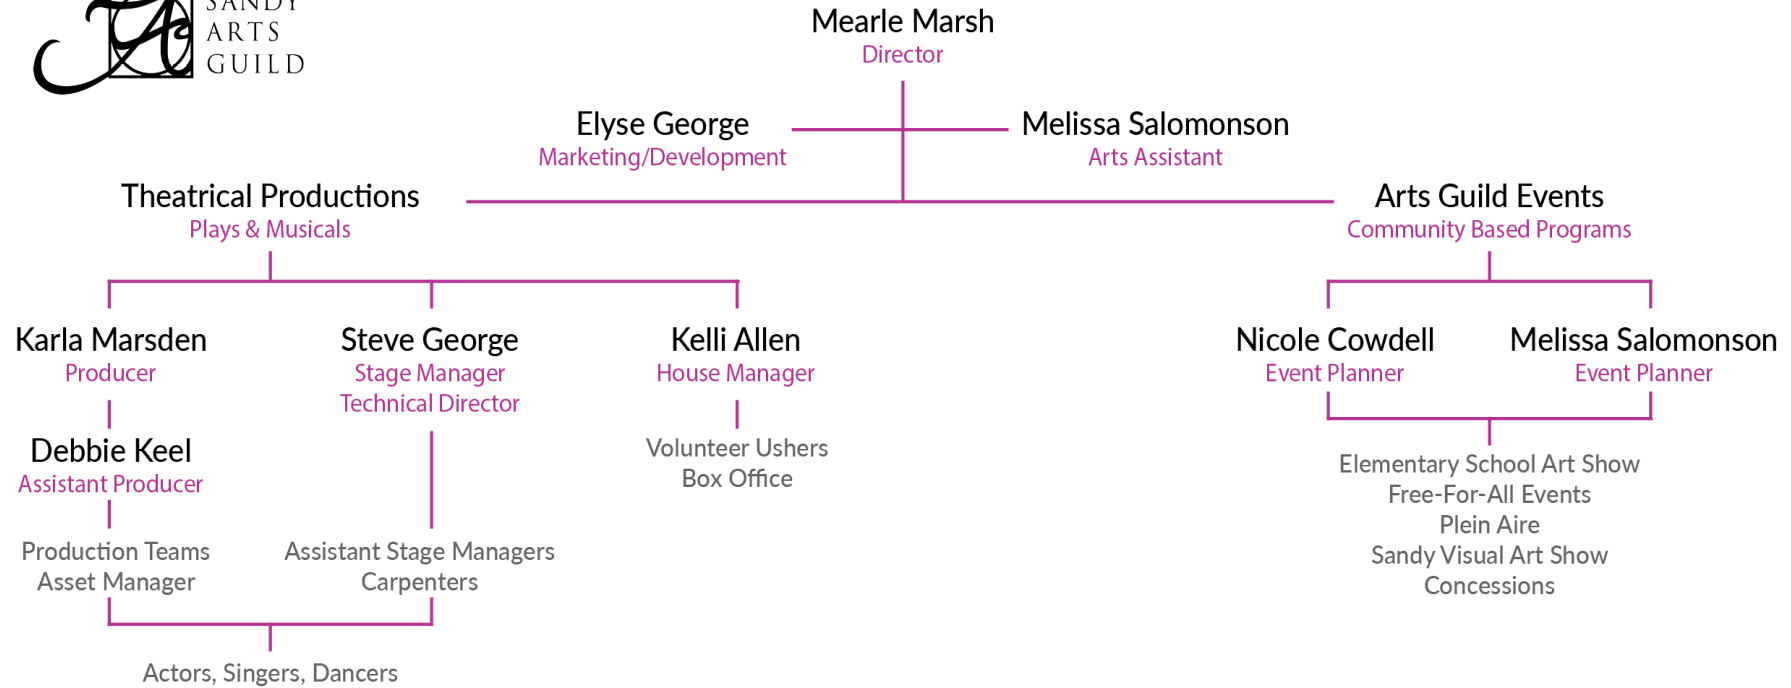 SANDY
ARTS
GUILD
Mearle Marsh
Director
Elyse George
Marketing/Development
Melissa Salomonson
Arts Assistant
Theatrical Productions
Plays & Musicals
Arts Guild Events
Community Based Programs
Karla Marsden
Producer
Steve George
Stage Manager
Technical Director
Kelli Allen
House Manager
Nicole Cowdell
Event Planner
Melissa Salomonson
Event Planner
Debbie Keel
Assistant Producer
Volunteer Ushers
Box Office
Elementary School Art Show
Free-For-All Events
Plein Aire
Sandy Visual Art Show
Concessions
Production Teams
Asset Manager
Assistant Stage Managers
Carpenters
Actors, Singers, Dancers